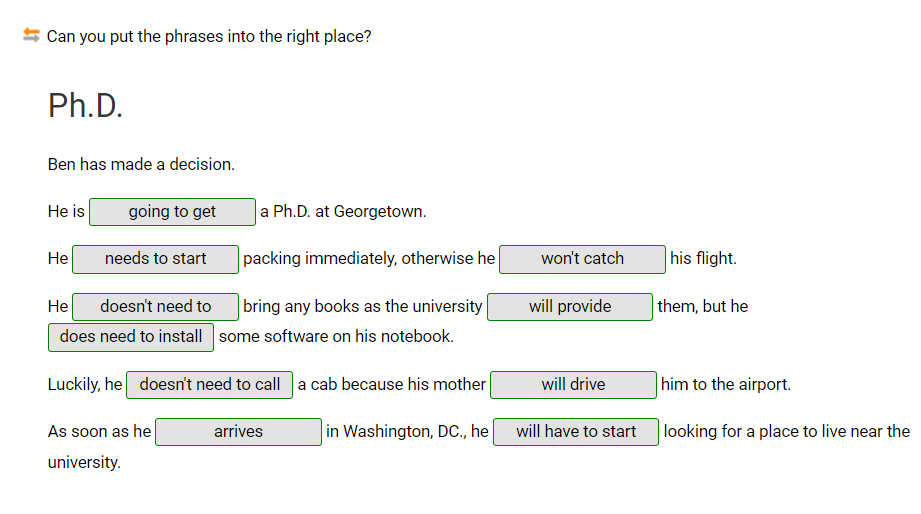 Can you put the phrases into the right place?
Ph.D.
Ben has made a decision.
He is going to get a Ph.D. at Georgetown.
He needs to start packing immediately, otherwise he won't catch his flight.
He doesn't need to bring any books as the university will provide them, but he
does need to install some software on his notebook.
Luckily, he doesn't need to call a cab because his mother will drive him to the airport.
As soon as he arrives in Washington, DC., he will have to start looking for a place to live near the
university.